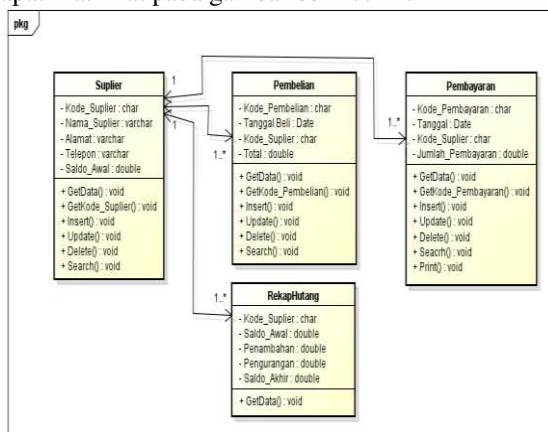 pkg
Suplier
- Kode_Suplier : char
- Nama_Suplier : varchar
- Alamat : varchar
- Telepon : varchar
- Saldo_Awal : double
+ GetData() : void
+ GetKode_Suplier() : void
+ Insert() : void
+ Update() : void
+ Delete() : void
+ Search() : void
1
1
Pembelian
- Kode_Pembelian : char
- Tanggal Beli : Date
- Kode_Suplier : char
- Total : double
+ GetData() : void
+ GetKode_Pembelian() : void
+ Insert() : void
+ Update() : void
+ Delete() : void
+ Search() : void
1..*
Pembayaran
- Kode_Pembayaran : char
- Tanggal : Date
- Kode_Suplier : char
- Jumlah_Pembayaran : double
+ GetData() : void
+ GetKode_Pembayaran() : void
+ Insert() : void
+ Update() : void
+ Delete() : void
+ Seacrh() : void
+ Print() : void
1..*
RekapHutang
- Kode_Suplier : char
- Saldo_Awal : double
- Penambahan : double
- Pengurangan : double
- Saldo_Akhir : double
+ GetData() : void
1..*